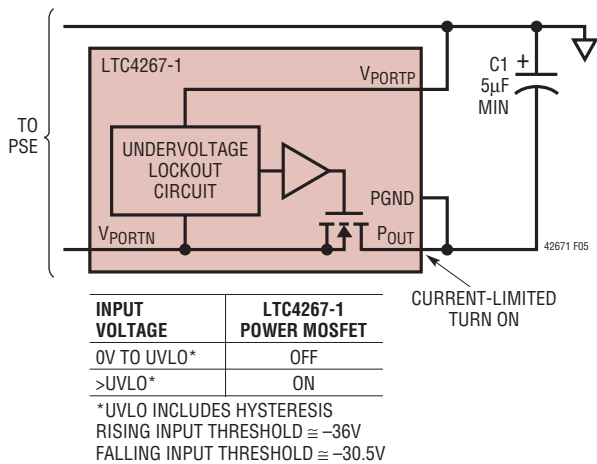 LTC4267-1
VPORTP
C1
+
5μF
MIN
TO
PSE
UNDERVOLTAGE
LOCKOUT
CIRCUIT
PGND
VPORTN
POUT
42671 F05
CURRENT-LIMITED
TURN ON
INPUT VOLTAGE
LTC4267-1 POWER MOSFET
0V TO UVLO* OFF
>UVLO* ON
*UVLO INCLUDES HYSTERESIS
RISING INPUT THRESHOLD ≅ –36V
FALLING INPUT THRESHOLD ≅ –30.5V